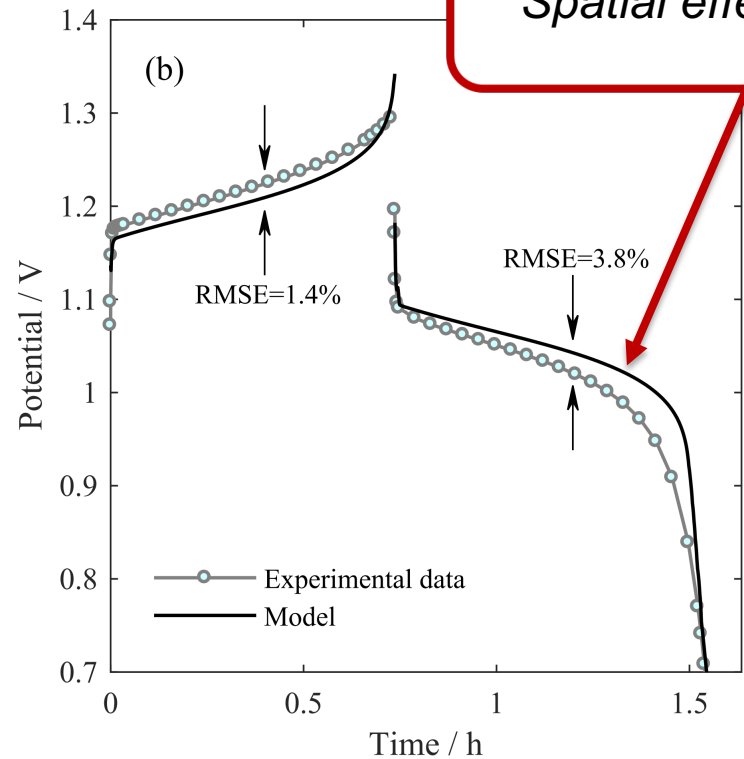 Spatial
1.4
(b)
1.3
1.2
RMSE=3.8%
RMSE=1.4%
1.1
Potential / V
1
0.9
0.8
Experimental data
Model
0.7
0
0.5
1
1.5
Time / h